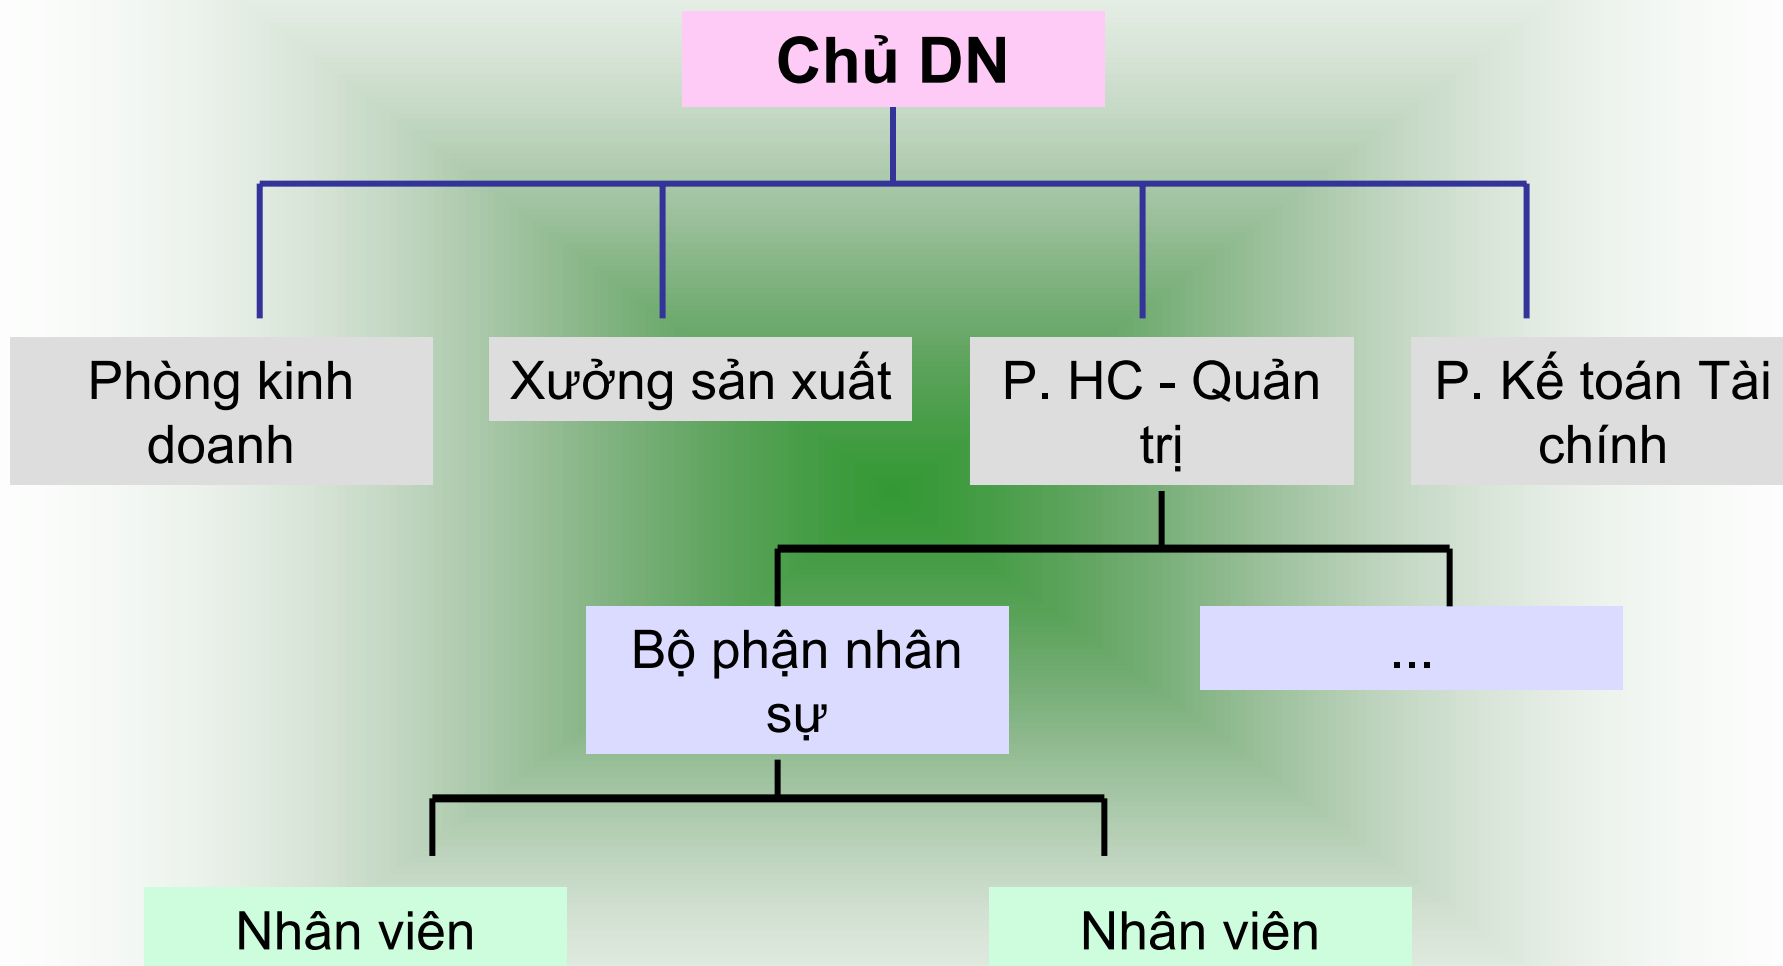 Chủ DN
Phòng kinh
doanh
Xưởng sản xuất
P. HC - Quản
trị
P. Kế toán Tài
chính
Bộ phận nhân
sự
...
Nhân viên
Nhân viên